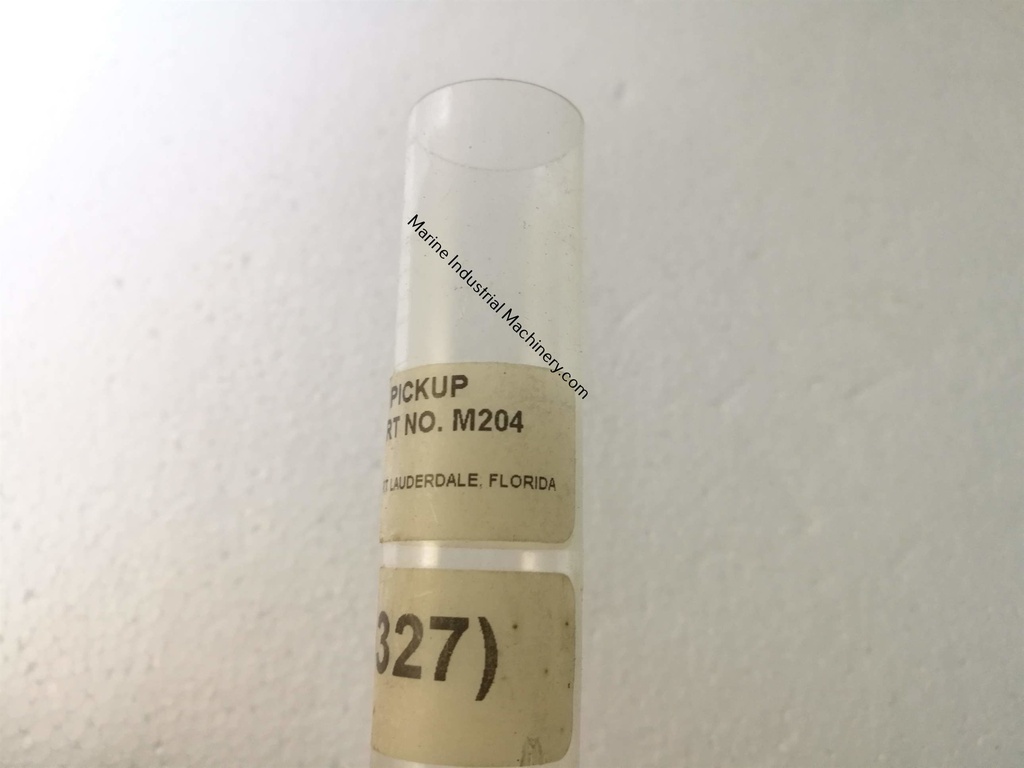 Marine Industrial Machinery.com
PICKUP
RT NO. M204
LAUDERDALE, FLORIDA
327)